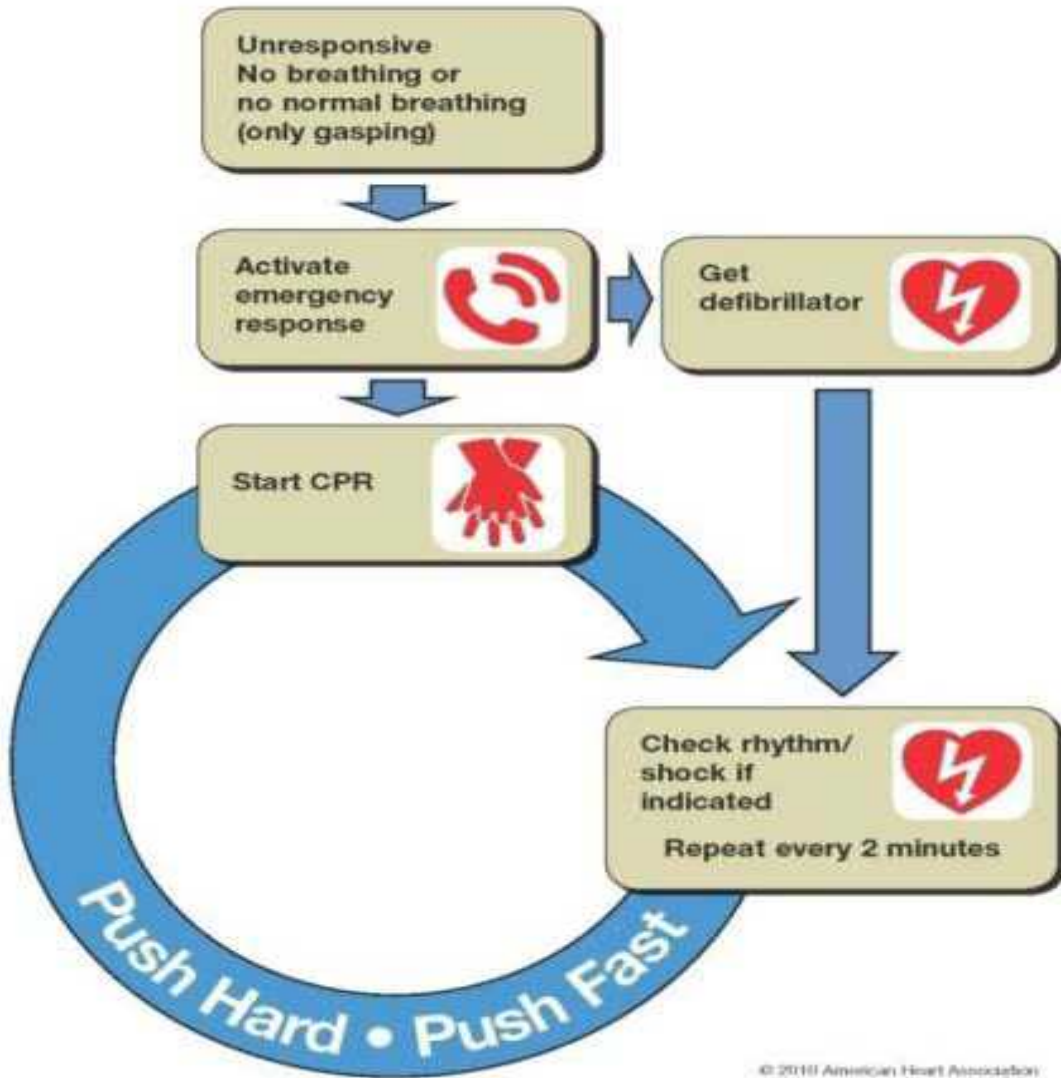 Unresponsive
No breathing or
no normal breathing
(only gasping)
Activate
emergency
response
Get
defibrillator
Start CPR
Check rhythm/
shock if
indicated
Repeat every 2 minutes
Push Hard • Push Fast
© 2010 American Heart Association